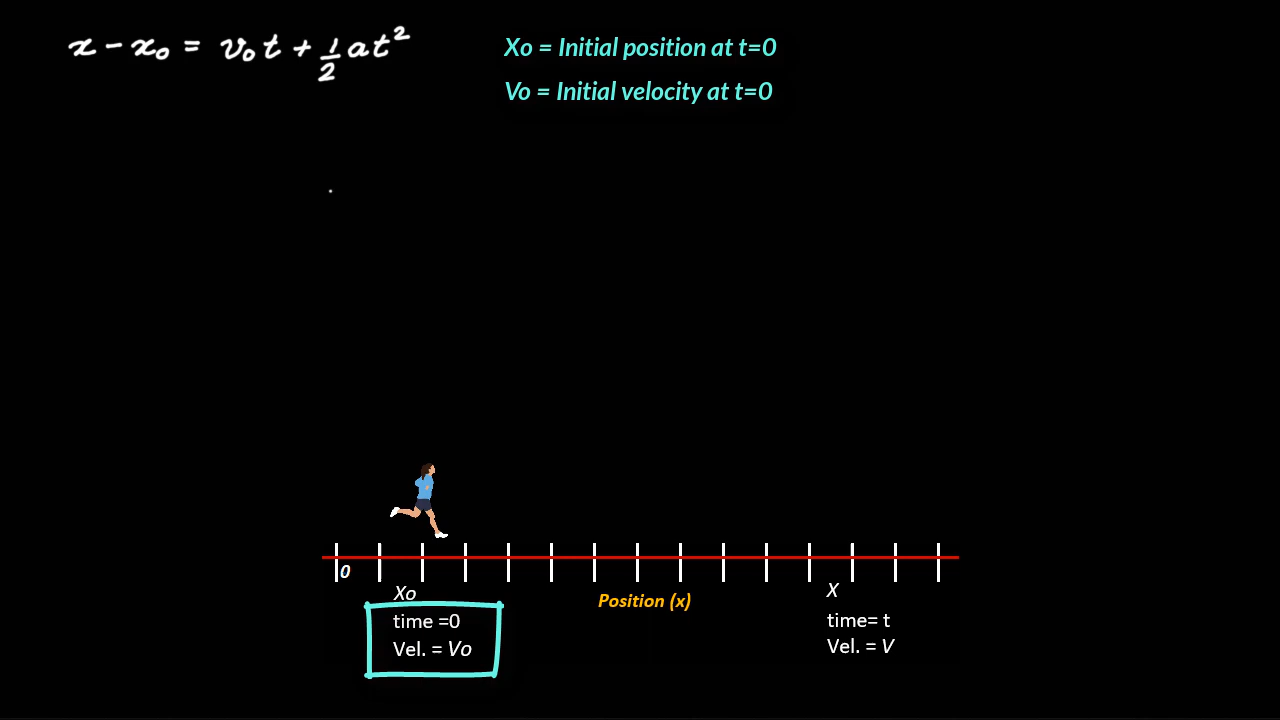 x - x₀ = v₀t + ½at²
Xo = Initial position at t=0
Vo = Initial velocity at t=0
0
Xo
time =0
Vel. = Vo
Position (x)
X
time= t
Vel. = V